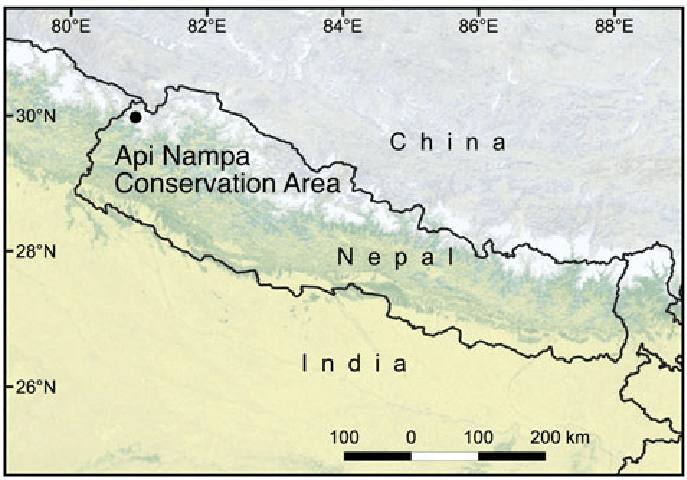 80°E 82°E 84°E 86°E 88°E
30°N
China
Api Nampa
Conservation Area
28°N
Nepal
India
26°N
100 0 100 200 km